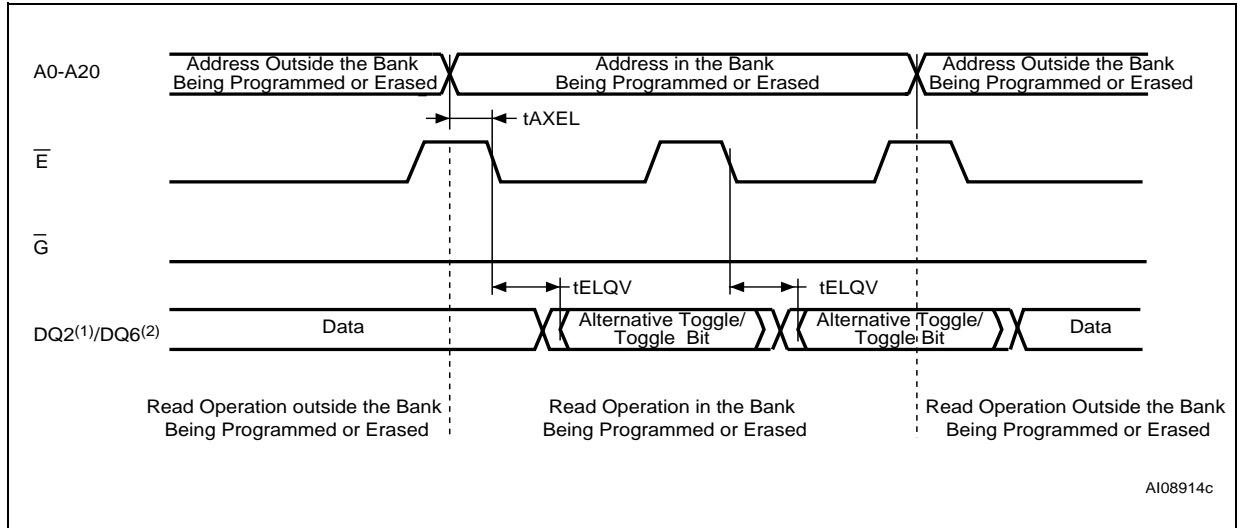 A0-A20
Address Outside the Bank
Being Programmed or Erased
Address in the Bank
Being Programmed or Erased
Address Outside the Bank
Being Programmed or Erased
tAXEL
E
G
tELQV
tELQV
DQ2(1)/DQ6(2)
Data
Alternative Toggle/
Toggle Bit
Alternative Toggle/
Toggle Bit
Data
Read Operation outside the Bank
Being Programmed or Erased
Read Operation in the Bank
Being Programmed or Erased
Read Operation Outside the Bank
Being Programmed or Erased
AI08914c